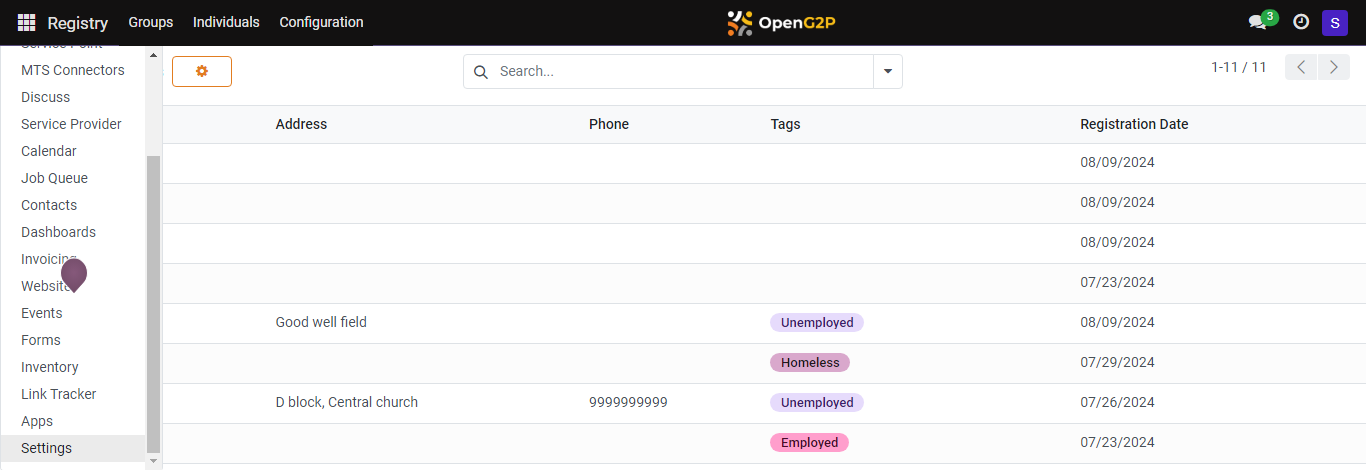 Registry Groups Individuals Configuration OpenG2P 3 S
Service Point
MTS Connectors
Discuss
Service Provider
Calendar
Job Queue
Contacts
Dashboards
Invoicing
Website
Events
Forms
Inventory
Link Tracker
Apps
Settings
Search...
1-11 / 11
Address Phone Tags Registration Date
08/09/2024
08/09/2024
08/09/2024
07/23/2024
Good well field Unemployed 08/09/2024
Homeless 07/29/2024
D block, Central church 9999999999 Unemployed 07/26/2024
Employed 07/23/2024